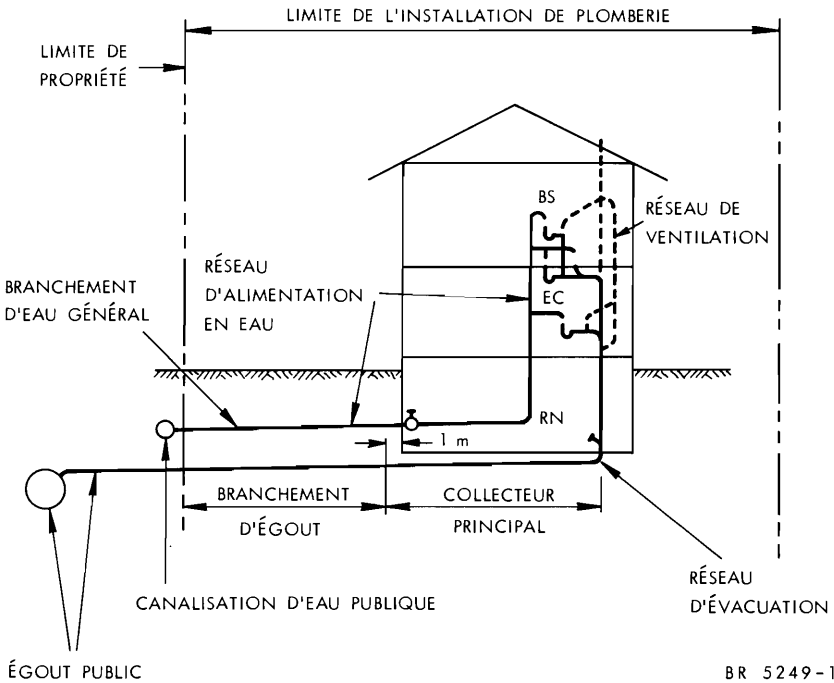 LIMITE DE L'INSTALLATION DE PLOMBERIE
LIMITE DE
PROPRIÉTÉ
BS
RÉSEAU DE
VENTILATION
RÉSEAU
D'ALIMENTATION
EN EAU
BRANCHEMENT
D'EAU GÉNÉRAL
EC
RN
1 m
BRANCHEMENT
D'ÉGOUT
COLLECTEUR
PRINCIPAL
CANALISATION D'EAU PUBLIQUE
RÉSEAU
D'ÉVACUATION
ÉGOUT PUBLIC
BR 5249-1